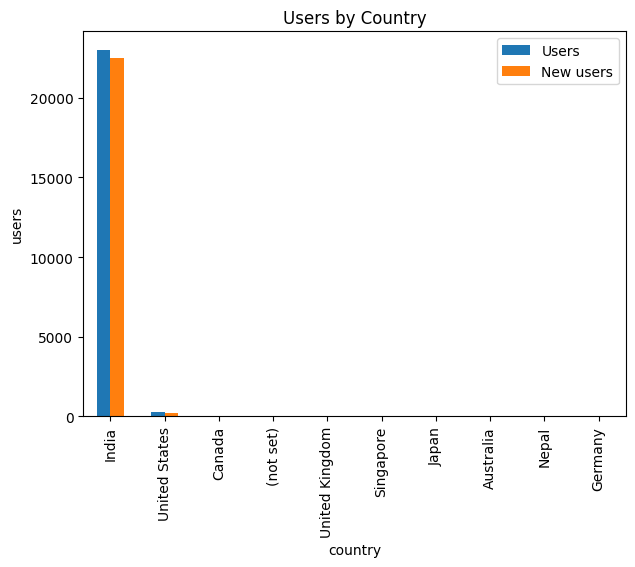 Users by Country
Users
New users
users
20000
15000
10000
5000
0
India
United States
Canada
(not set)
United Kingdom
Singapore
Japan
Australia
Nepal
Germany
country